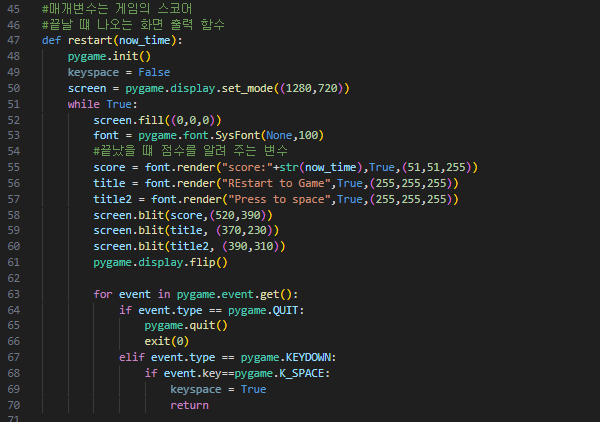 45 #매개변수는 게임의 스코어
46 #끝날 떄 나오는 화면 출력 함수
47 def restart(now_time):
48     pygame.init()
49     keyspace = False
50     screen = pygame.display.set_mode((1280,720))
51     while True:
52         screen.fill((0,0,0))
53         font = pygame.font.SysFont(None,100)
54         #끝났을 떄 점수를 알려 주는 변수
55         score = font.render("score:"+str(now_time),True,(51,51,255))
56         title = font.render("REstart to Game",True,(255,255,255))
57         title2 = font.render("Press to space",True,(255,255,255))
58         screen.blit(score,(520,390))
59         screen.blit(title, (370,230))
60         screen.blit(title2, (390,310))
61         pygame.display.flip()
62
63         for event in pygame.event.get():
64             if event.type == pygame.QUIT:
65                 pygame.quit()
66                 exit(0)
67             elif event.type == pygame.KEYDOWN:
68                 if event.key==pygame.K_SPACE:
69                     keyspace = True
70                     return
71